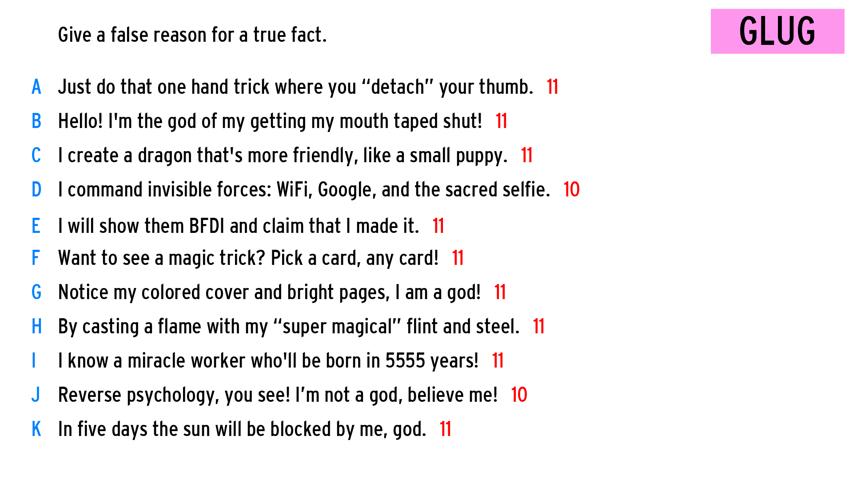 Give a false reason for a true fact.
GLUG
A Just do that one hand trick where you “detach” your thumb. 11
B Hello! I'm the god of my getting my mouth taped shut! 11
C I create a dragon that's more friendly, like a small puppy. 11
D I command invisible forces: WiFi, Google, and the sacred selfie. 10
E I will show them BFDI and claim that I made it. 11
F Want to see a magic trick? Pick a card, any card! 11
G Notice my colored cover and bright pages, I am a god! 11
H By casting a flame with my “super magical” flint and steel. 11
I I know a miracle worker who'll be born in 5555 years! 11
J Reverse psychology, you see! I’m not a god, believe me! 10
K In five days the sun will be blocked by me, god. 11